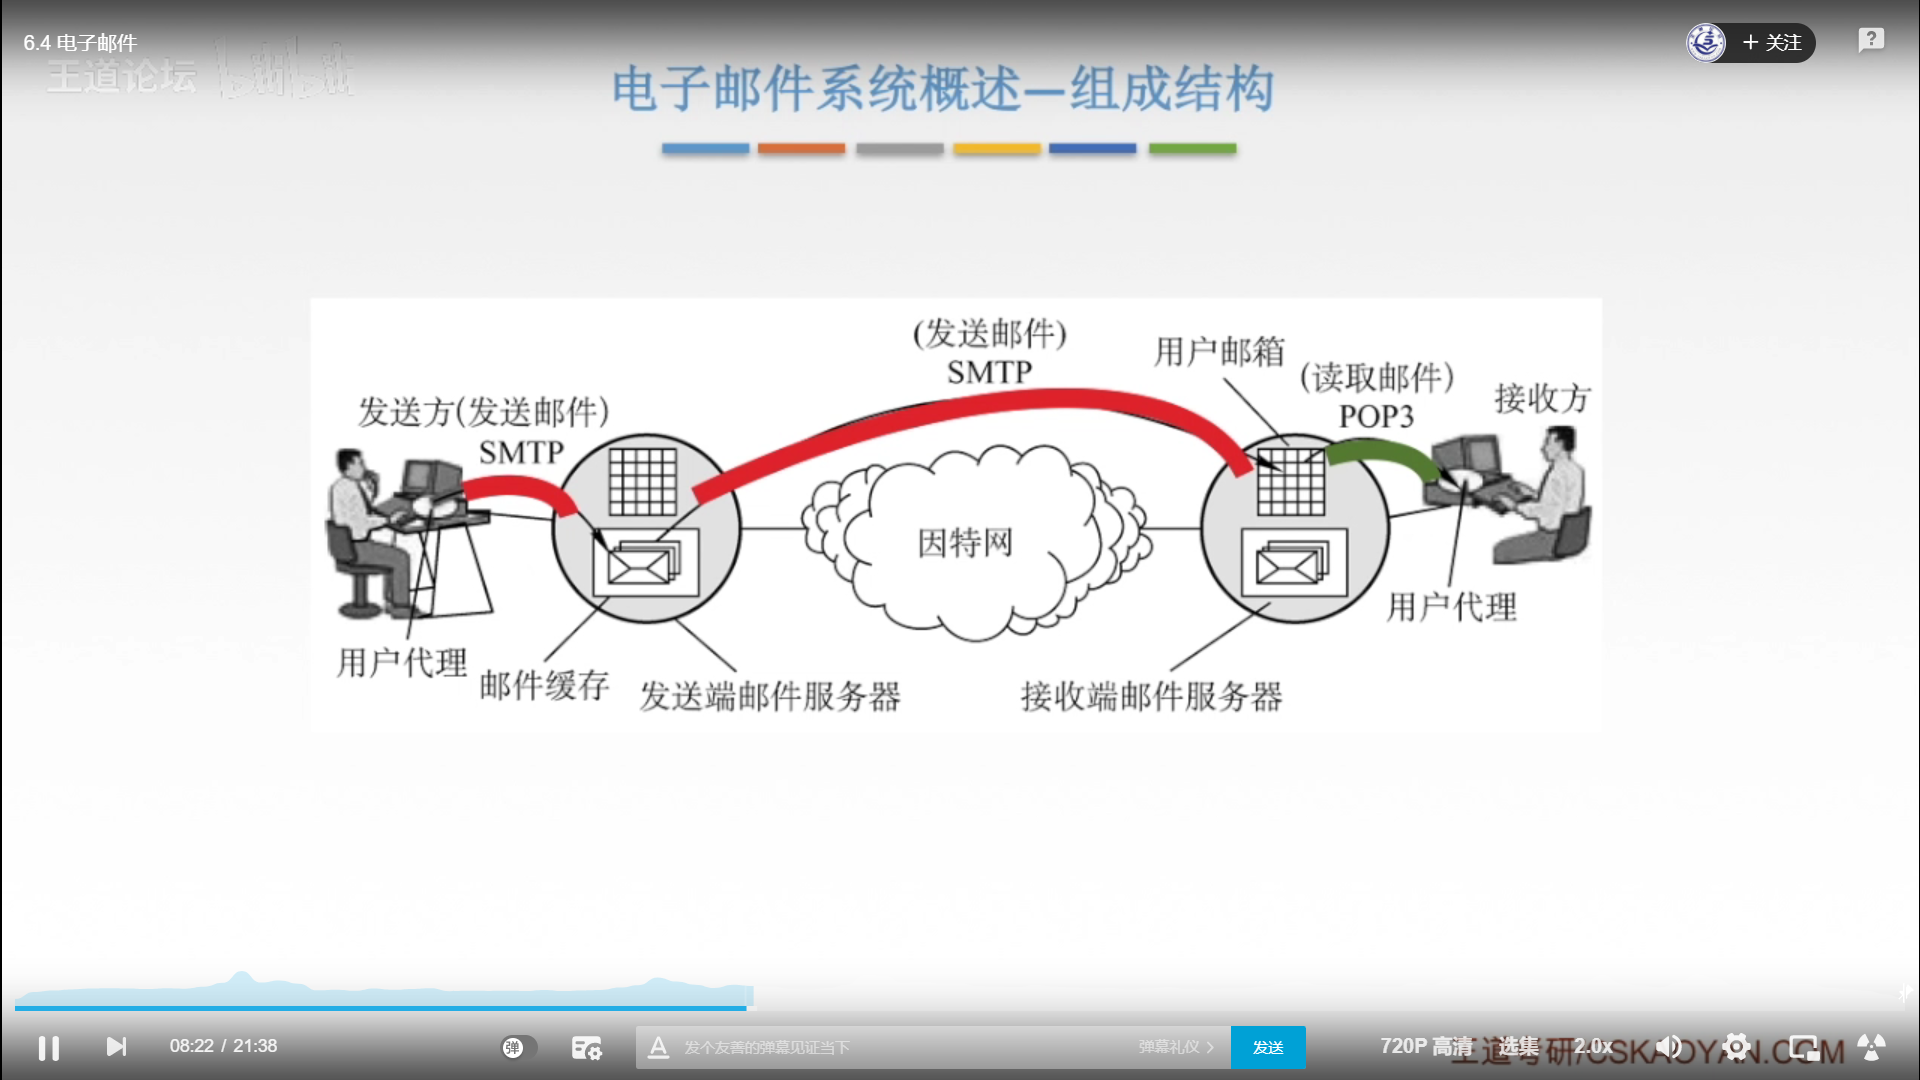 6.4 电子邮件
+ 关注
王道论坛 bilibili
电子邮件系统概述—组成结构
(发送邮件)
SMTP
用户邮箱
(读取邮件)
POP3
接收方
发送方(发送邮件)
SMTP
因特网
用户代理
邮件缓存
发送端邮件服务器
接收端邮件服务器
用户代理
08:22 / 21:38
弹
发个友善的弹幕见证当下
弹幕礼仪 >
发送
720P 高清
选集
2.0x
王道考研/CSKAOYAN.COM